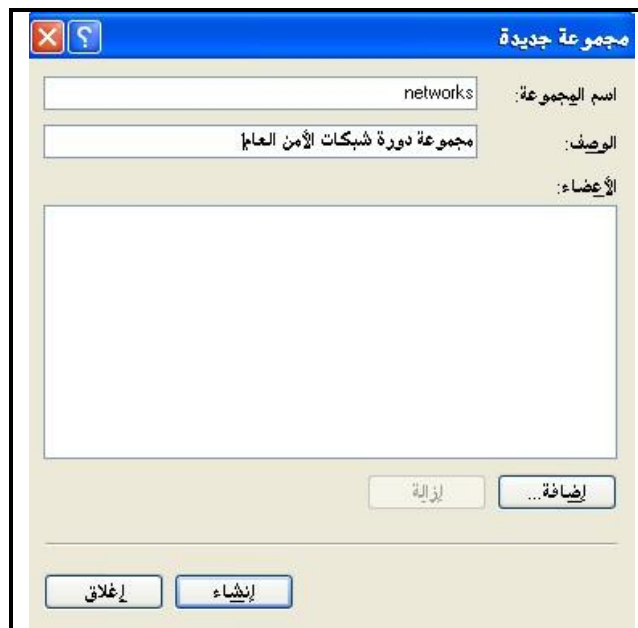 مجموعة جديدة
اسم المجموعة: networks
الوصف: مجموعة دورة شبكات الأمن العام
الأعضاء:
إضافة... إزالة
إنشاء إغلاق